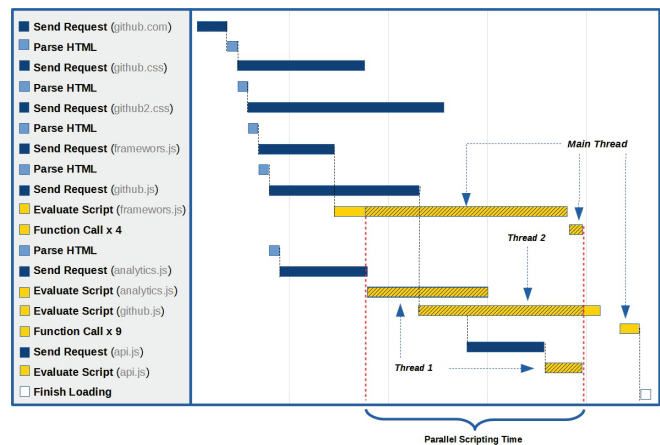 Send Request (github.com)
Parse HTML
Send Request (github.css)
Parse HTML
Send Request (github2.css)
Parse HTML
Send Request (framewors.js)
Parse HTML
Send Request (github.js)
Evaluate Script (framewors.js)
Function Call x 4
Parse HTML
Send Request (analytics.js)
Evaluate Script (analytics.js)
Evaluate Script (github.js)
Function Call x 9
Send Request (api.js)
Evaluate Script (api.js)
Finish Loading
Main Thread
Thread 2
Thread 1
Parallel Scripting Time